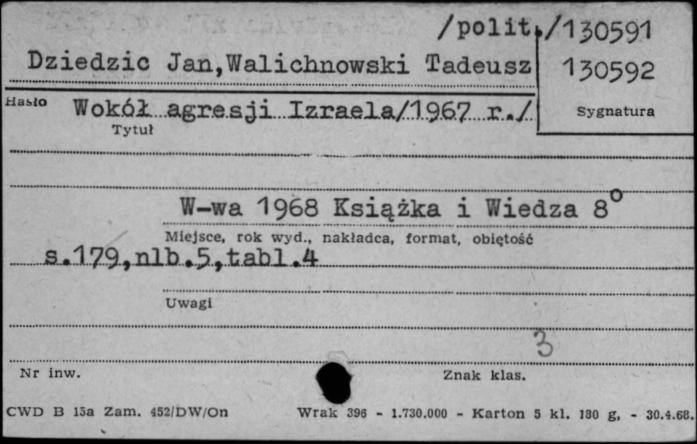 /polit./130591
Dziedzic Jan,Walichnowski Tadeusz 130592
Hasło Wokół agresji Izraela/1967 r./ Sygnatura
Tytuł
W-wa 1968 Książka i Wiedza 8°
Miejsce, rok wyd., nakładca, format, objętość
s.179,nlb.5,tabl.4
Uwagi
3
Nr inw. Znak klas.
CWD B 15a Zam. 452/DW/On Wrak 396 - 1.730.000 - Karton 5 kl. 180 g, - 30.4.68.